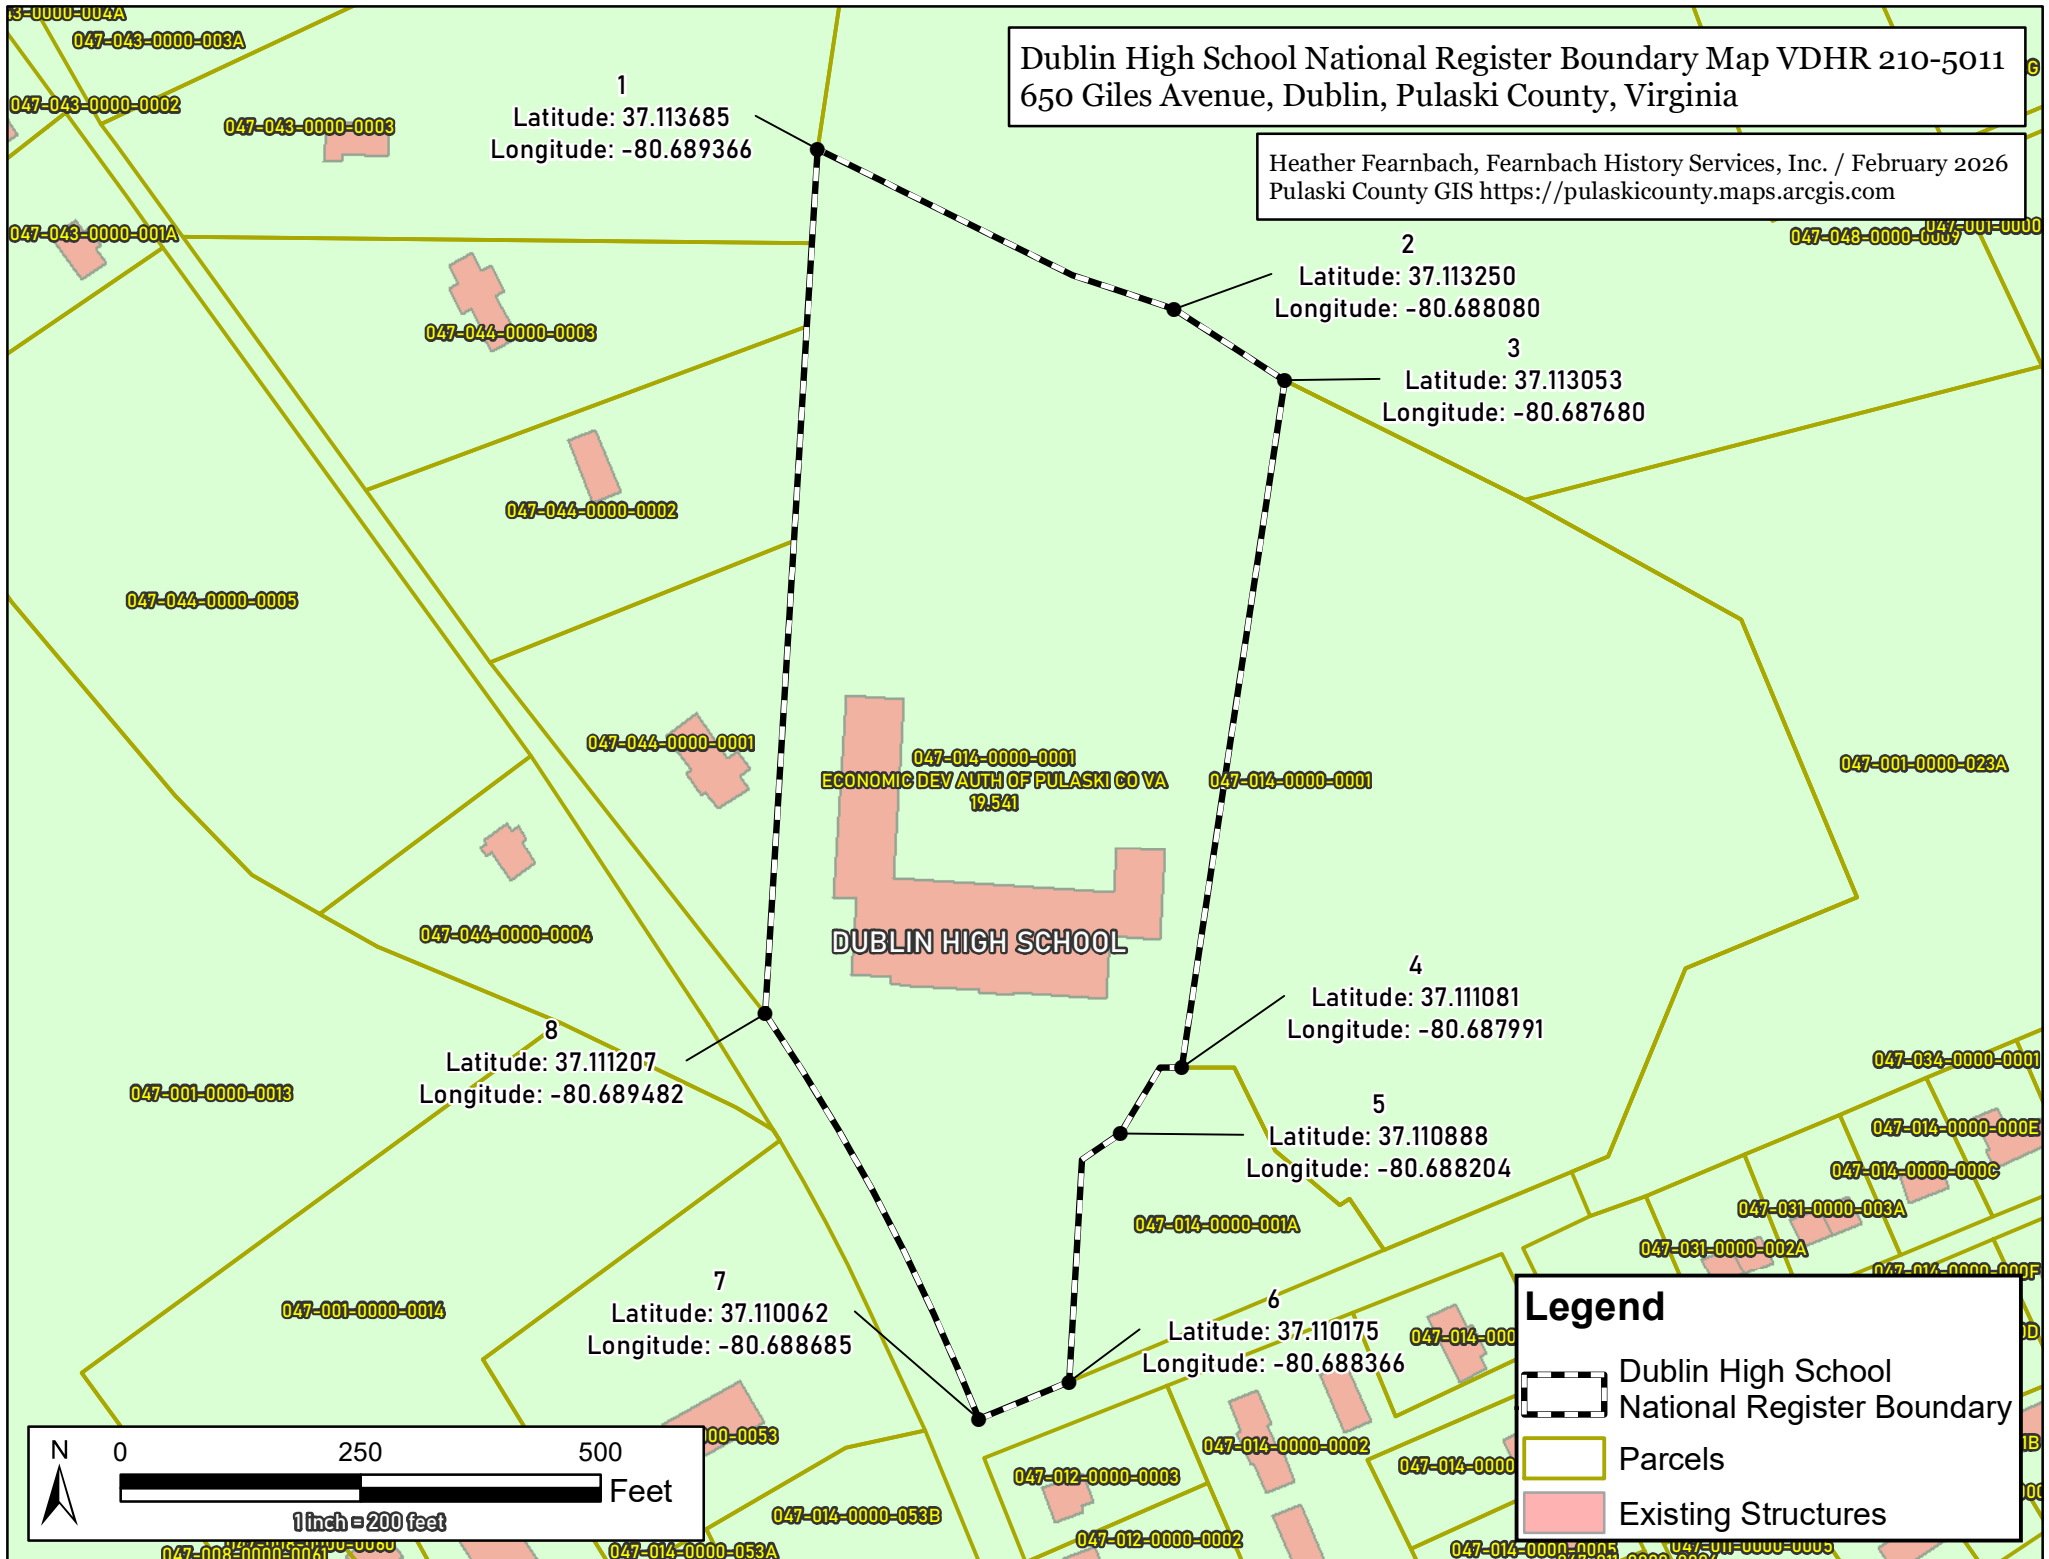 Dublin High School National Register Boundary Map VDHR 210-5011
650 Giles Avenue, Dublin, Pulaski County, Virginia
Heather Fearnbach, Fearnbach History Services, Inc. / February 2026
Pulaski County GIS https://pulaskicounty.maps.arcgis.com
047-043-0000-003A
047-043-0000-0002
047-043-0000-0003
047-043-0000-001A
1
Latitude: 37.113685
Longitude: -80.689366
047-001-0000
2
Latitude: 37.113250
Longitude: -80.688080
3
Latitude: 37.113053
Longitude: -80.687680
047-044-0000-0003
047-044-0000-0002
047-044-0000-0005
047-044-0000-0001
047-014-0000-0001
ECONOMIC DEV AUTH OF PULASKI CO VA
19.541
047-014-0000-0001
047-001-0000-023A
047-044-0000-0004
DUBLIN HIGH SCHOOL
4
Latitude: 37.111081
Longitude: -80.687991
8
Latitude: 37.111207
Longitude: -80.689482
047-001-0000-0013
047-034-0000-0001
5
Latitude: 37.110888
Longitude: -80.688204
047-014-0000-000E
047-014-0000-000C
047-031-0000-003A
047-031-0000-002A
047-014-0000-001A
047-001-0000-0014
7
Latitude: 37.110062
Longitude: -80.688685
6
Latitude: 37.110175
Longitude: -80.688366
047-014-000
00-0053
047-014-0000-0002
047-014-0000
047-012-0000-0003
047-014-0000-053B
047-012-0000-0002
047-014-0000-053A
Legend
Dublin High School
National Register Boundary
Parcels
Existing Structures
N
0 250 500
Feet
1 inch = 200 feet